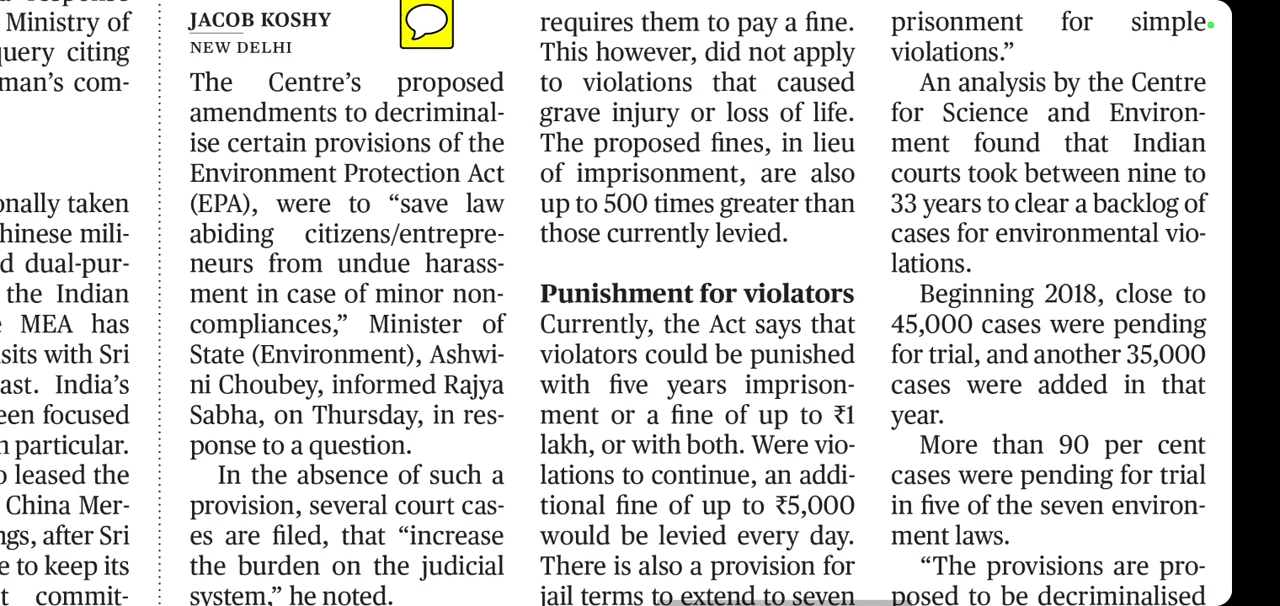 Ministry of
query citing
man's com-
onally taken
hinese mili-
d dual-pur-
the Indian
MEA has
sits with Sri
ast. India's
een focused
n particular.
o leased the
China Mer-
ngs, after Sri
e to keep its
t commit-
JACOB KOSHY
NEW DELHI
The Centre's proposed
amendments to decriminal-
ise certain provisions of the
Environment Protection Act
(EPA), were to “save law
abiding citizens/entrepre-
neurs from undue harass-
ment in case of minor non-
compliances,” Minister of
State (Environment), Ashwi-
ni Choubey, informed Rajya
Sabha, on Thursday, in res-
ponse to a question.
In the absence of such a
provision, several court cas-
es are filed, that “increase
the burden on the judicial
system,” he noted.
requires them to pay a fine.
This however, did not apply
to violations that caused
grave injury or loss of life.
The proposed fines, in lieu
of imprisonment, are also
up to 500 times greater than
those currently levied.
Punishment for violators
Currently, the Act says that
violators could be punished
with five years imprison-
ment or a fine of up to ₹1
lakh, or with both. Were vio-
lations to continue, an addi-
tional fine of up to ₹5,000
would be levied every day.
There is also a provision for
jail terms to extend to seven
prisonment for simple
violations.”
An analysis by the Centre
for Science and Environ-
ment found that Indian
courts took between nine to
33 years to clear a backlog of
cases for environmental vio-
lations.
Beginning 2018, close to
45,000 cases were pending
for trial, and another 35,000
cases were added in that
year.
More than 90 per cent
cases were pending for trial
in five of the seven environ-
ment laws.
“The provisions are pro-
posed to be decriminalised